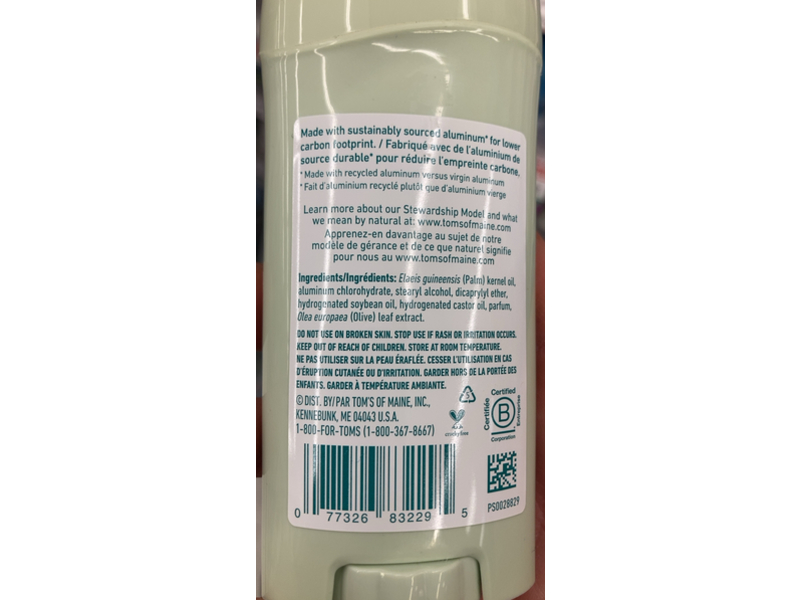 Made with sustainably sourced aluminum* for lower
carbon footprint. / Fabriqué avec de l'aluminium de
source durable* pour réduire l'empreinte carbone.
* Made with recycled aluminum versus virgin aluminum
* Fait d'aluminium recyclé plutôt que d'aluminium vierge
Learn more about our Stewardship Model and what
we mean by natural at: www.tomsofmaine.com
Apprenez-en davantage au sujet de notre
modèle de gérance et de ce que naturel signifie
pour nous au www.tomsofmaine.com
Ingredients/Ingrédients: Elaeis guineensis (Palm) kernel oil,
aluminum chlorohydrate, stearyl alcohol, dicaprylyl ether,
hydrogenated soybean oil, hydrogenated castor oil, parfum,
Olea europaea (Olive) leaf extract.
DO NOT USE ON BROKEN SKIN. STOP USE IF RASH OR IRRITATION OCCURS.
KEEP OUT OF REACH OF CHILDREN. STORE AT ROOM TEMPERATURE.
NE PAS UTILISER SUR LA PEAU ÉRAFLÉE. CESSER L'UTILISATION EN CAS
D'ÉRUPTION CUTANÉE OU D'IRRITATION. GARDER HORS DE LA PORTÉE DES
ENFANTS. GARDER À TEMPÉRATURE AMBIANTE.
© DIST. BY/PAR TOM'S OF MAINE, INC.,
KENNEBUNK, ME 04043 U.S.A.
1-800-FOR-TOMS (1-800-367-8667)
5
cruelty free
Certified
Certifiée
B
Entreprise
Corporation
0 77326 83229 5
PS0028829